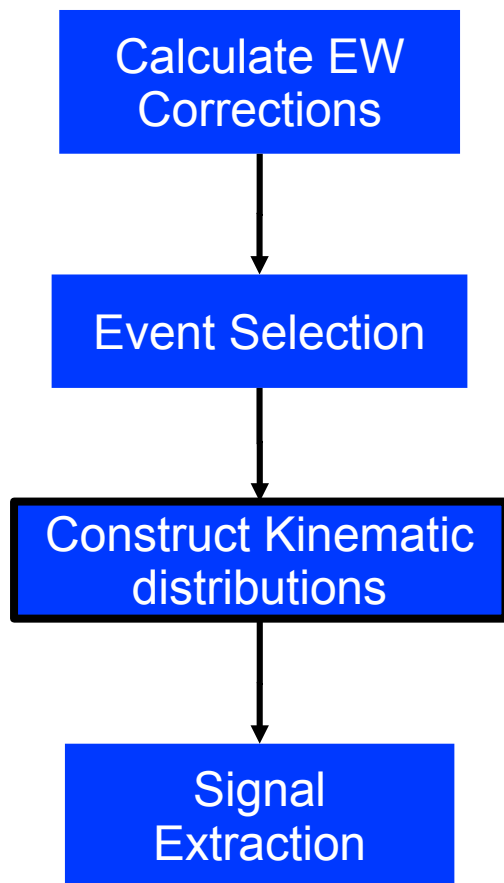 Calculate EW
Corrections
Event Selection
Construct Kinematic
distributions
Signal
Extraction